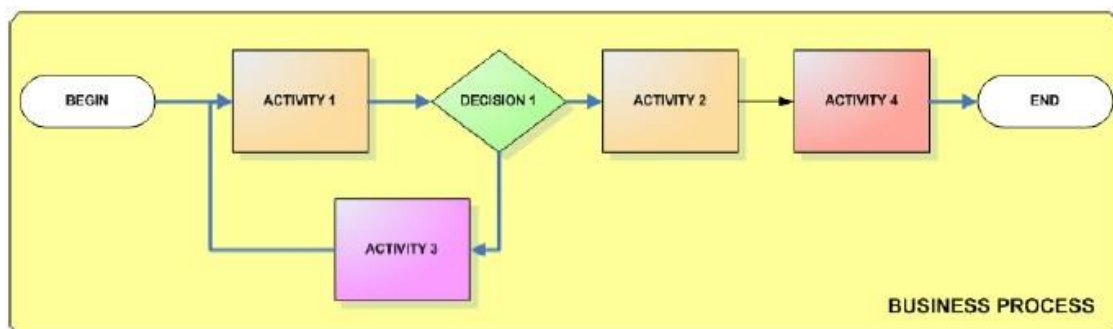 BEGIN
ACTIVITY 1
DECISION 1
ACTIVITY 2
ACTIVITY 4
END
ACTIVITY 3
BUSINESS PROCESS